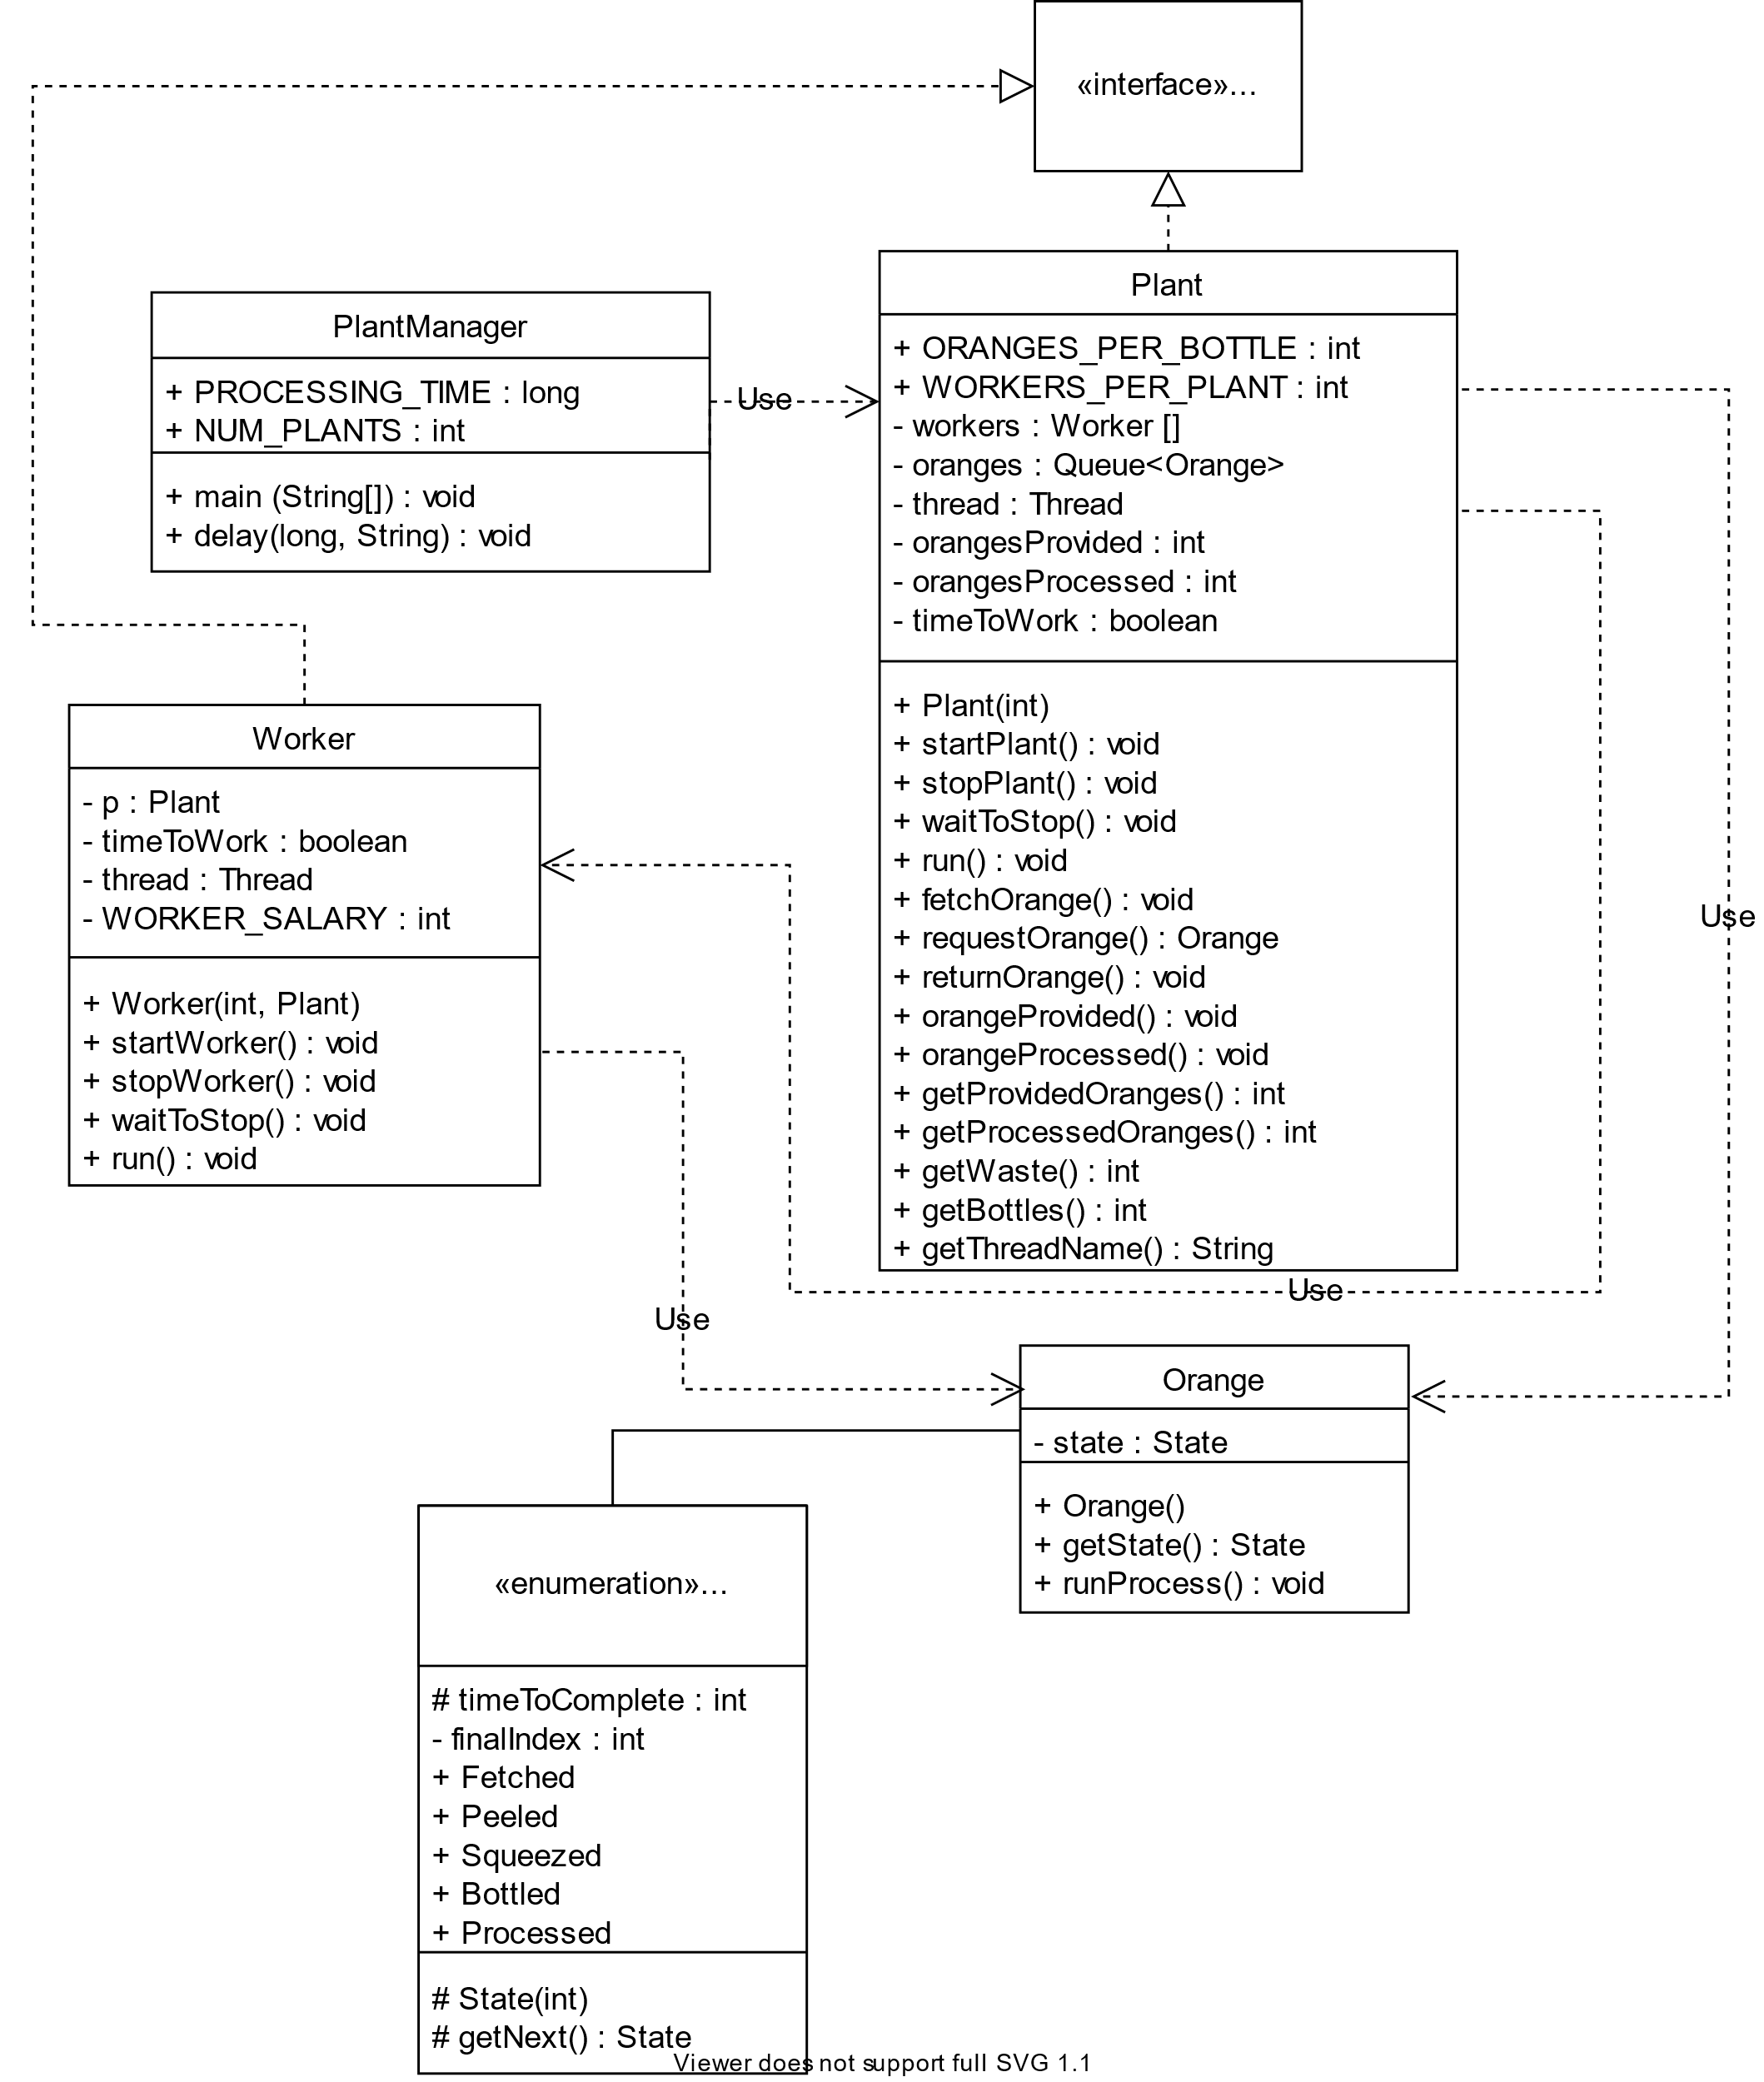 «interface»...
PlantManager
+ PROCESSING_TIME : long
+ NUM_PLANTS : int
+ main (String[]) : void
+ delay(long, String) : void
Use
Plant
+ ORANGES_PER_BOTTLE : int
+ WORKERS_PER_PLANT : int
- workers : Worker []
- oranges : Queue<Orange>
- thread : Thread
- orangesProvided : int
- orangesProcessed : int
- timeToWork : boolean
+ Plant(int)
+ startPlant() : void
+ stopPlant() : void
+ waitToStop() : void
+ run() : void
+ fetchOrange() : void
+ requestOrange() : Orange
+ returnOrange() : void
+ orangeProvided() : void
+ orangeProcessed() : void
+ getProvidedOranges() : int
+ getProcessedOranges() : int
+ getWaste() : int
+ getBottles() : int
+ getThreadName() : String
Use
Worker
- p : Plant
- timeToWork : boolean
- thread : Thread
- WORKER_SALARY : int
+ Worker(int, Plant)
+ startWorker() : void
+ stopWorker() : void
+ waitToStop() : void
+ run() : void
Use
Use
Orange
- state : State
+ Orange()
+ getState() : State
+ runProcess() : void
«enumeration»...
# timeToComplete : int
- finalIndex : int
+ Fetched
+ Peeled
+ Squeezed
+ Bottled
+ Processed
# State(int)
# getNext() : State
Viewer does not support full SVG 1.1